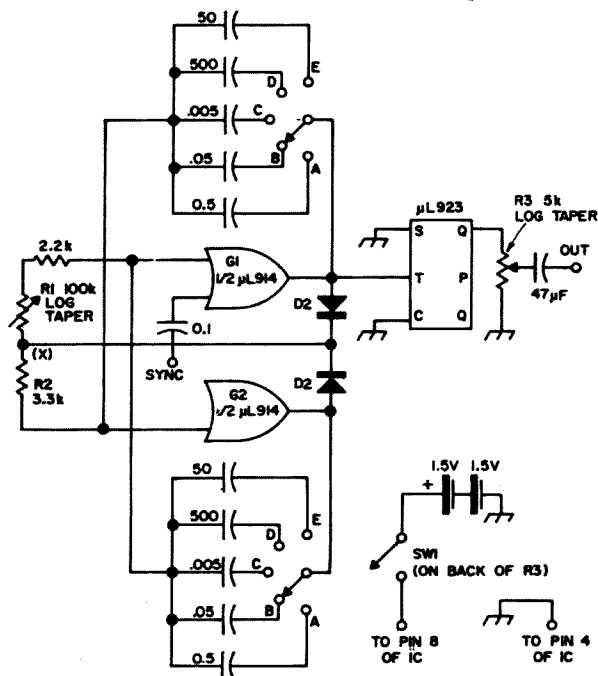 50
500
D
E
.005
C
.05
B
A
0.5
2.2k
R1 100k
LOG
TAPER
(X)
R2
3.3k
G1
1/2 µL914
0.1
SYNC
D2
D2
G2
1/2 µL914
µL923
S
Q
T
P
C
Q
R3 5k
LOG TAPER
OUT
47µF
50
500
D
E
.005
C
.05
B
A
0.5
1.5V 1.5V
+
SW1
(ON BACK OF R3)
TO PIN 8
OF IC
TO PIN 4
OF IC